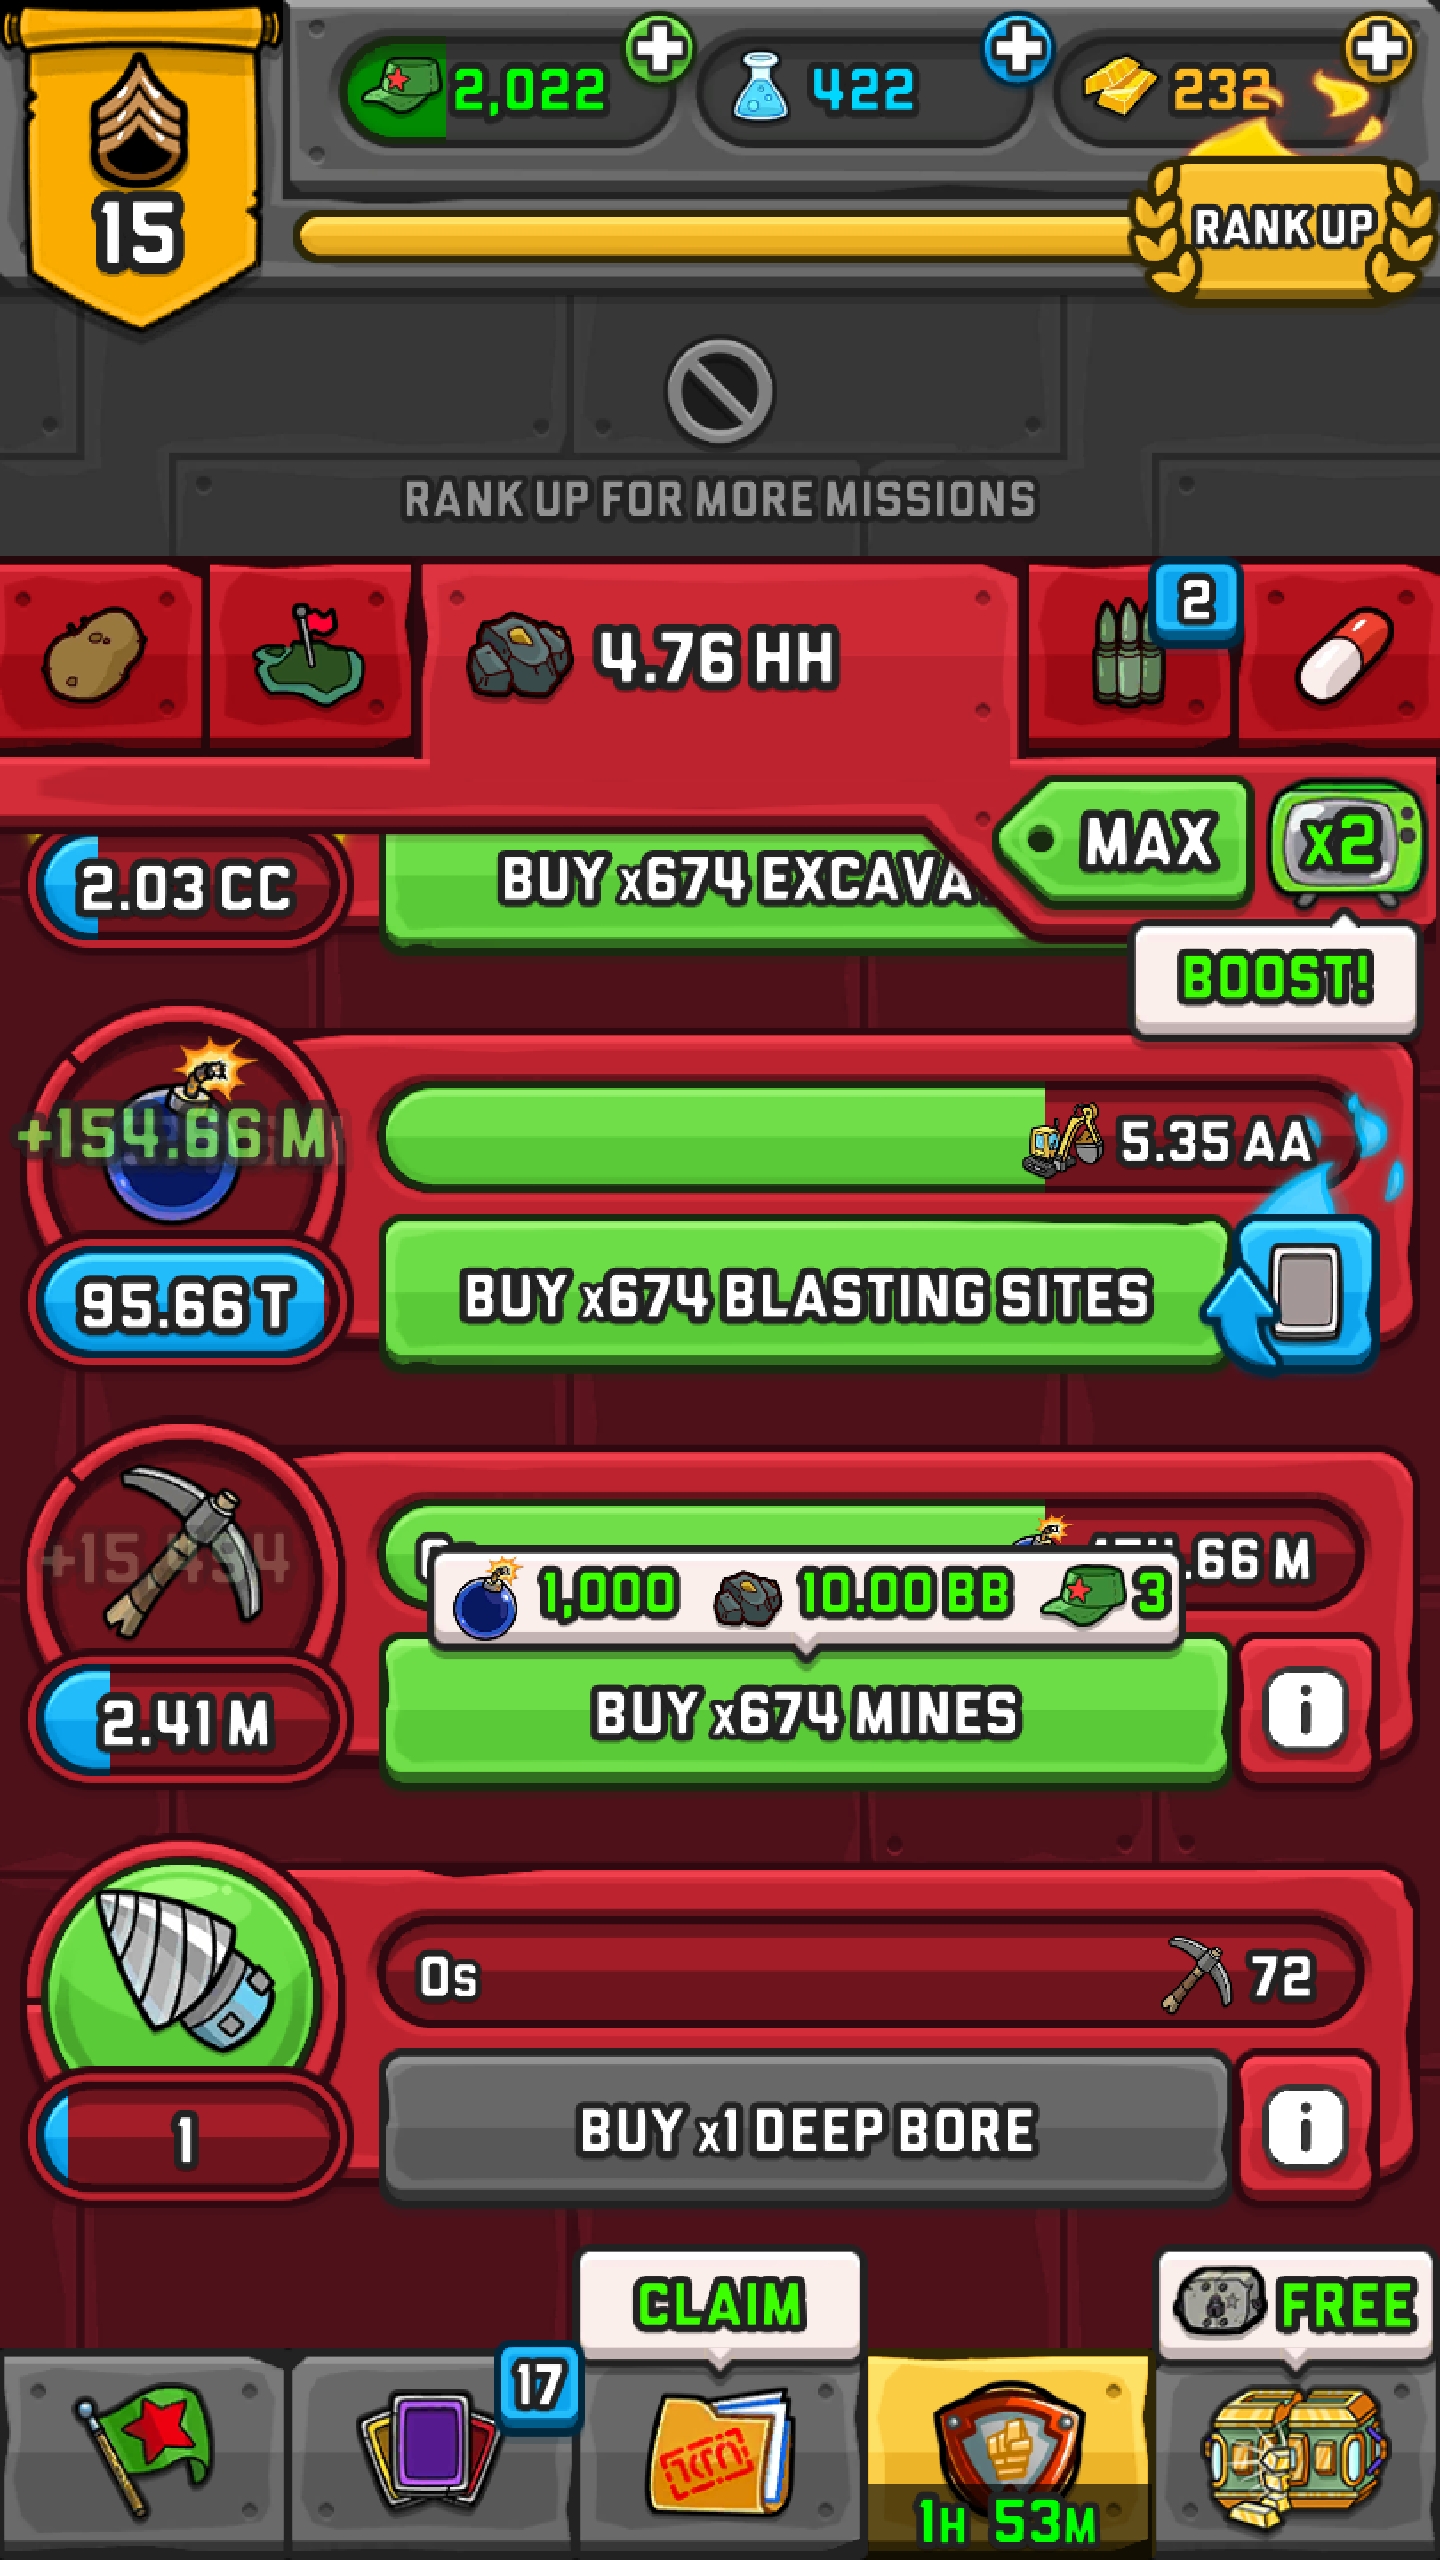 2,022
422
232
15
RANK UP
RANK UP FOR MORE MISSIONS
4.76 HH
2
MAX
x2
2.03 CC
BUY x674 EXCAVA
BOOST!
+154.66 M
5.35 AA
95.66 T
BUY x674 BLASTING SITES
+15,494
.66 M
1,000
10.00 BB
3
2.41 M
BUY x674 MINES
i
0s
72
1
BUY x1 DEEP BORE
i
CLAIM
FREE
17
1H 53M